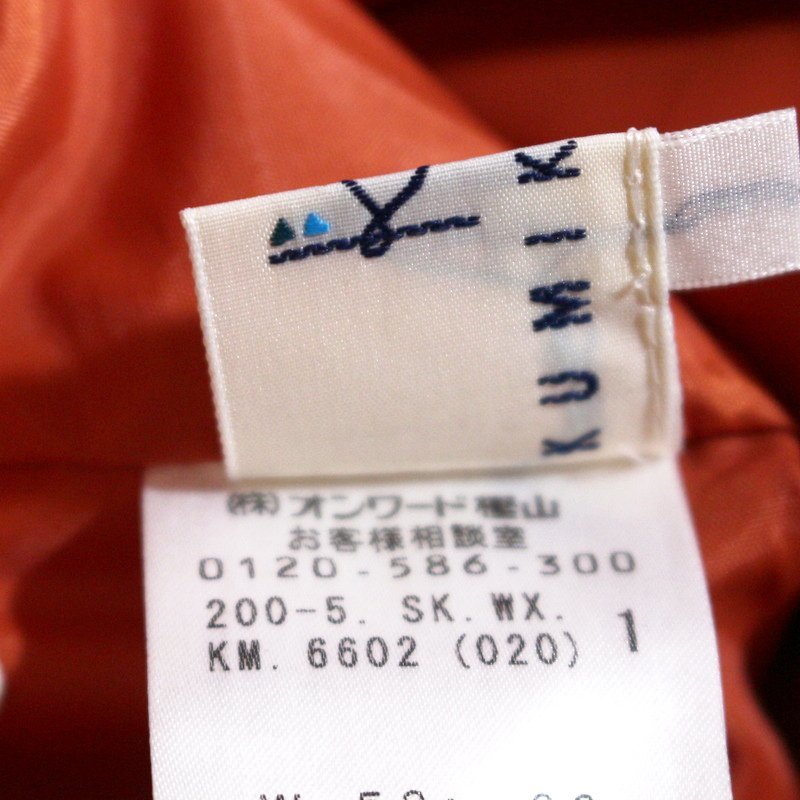 KUMIK
(株)オンワード樫山
お客様相談室
0120-586-300
200-5. SK. WX.
KM. 6602 (020) 1